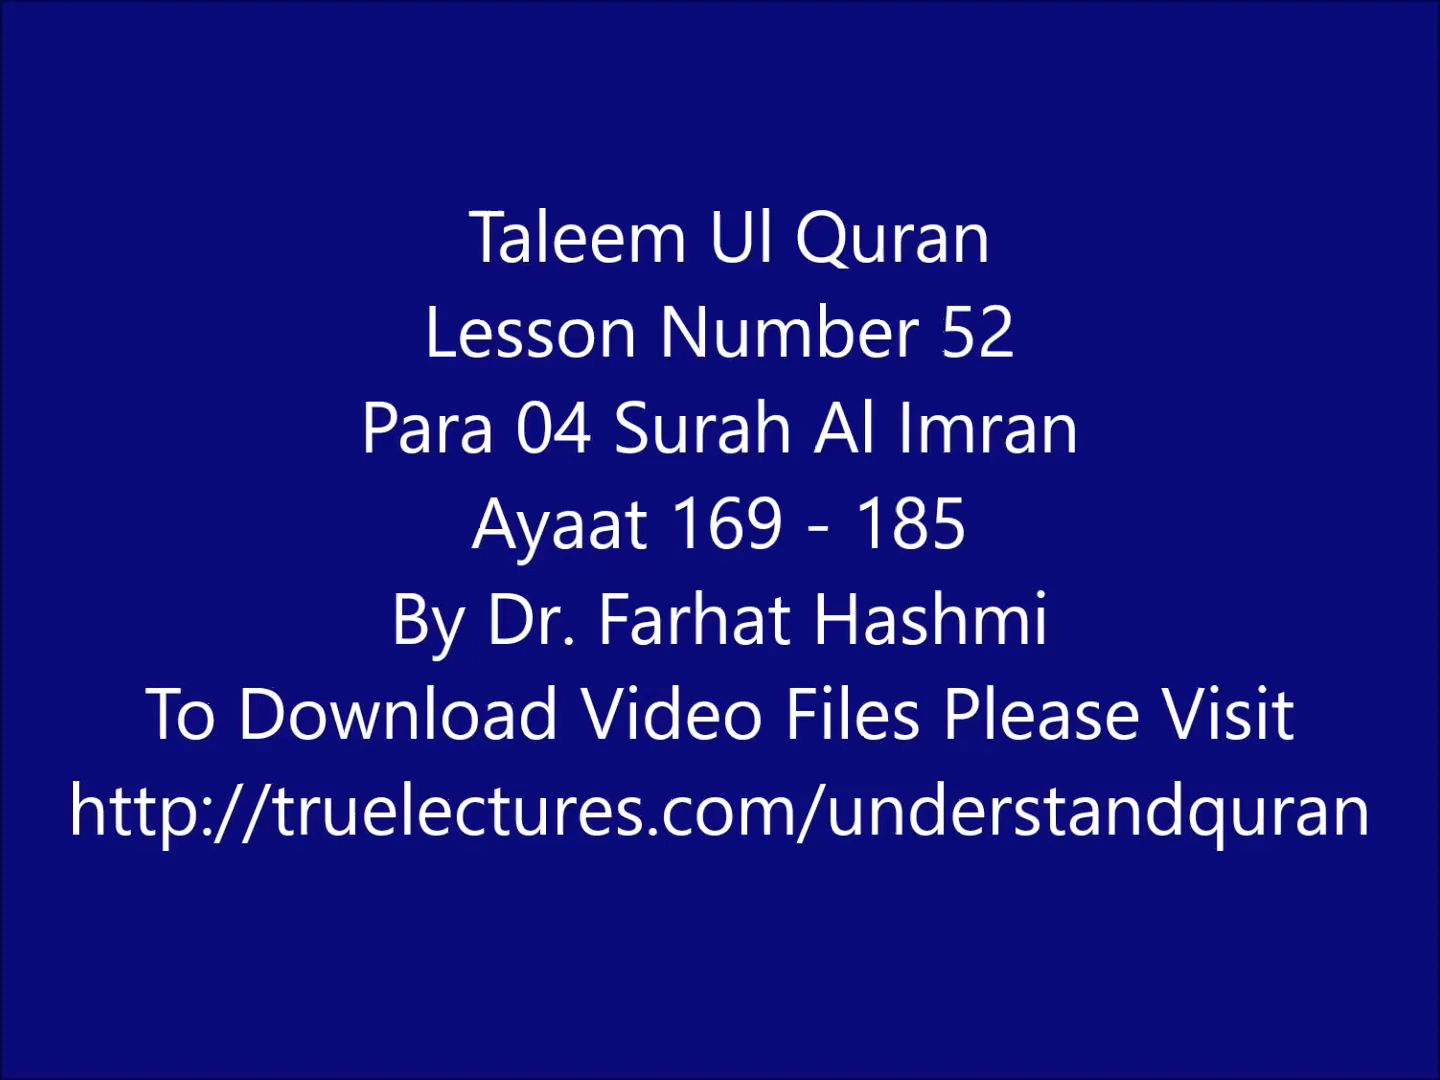 Taleem Ul Quran
Lesson Number 52
Para 04 Surah Al Imran
Ayaat 169 - 185
By Dr. Farhat Hashmi
To Download Video Files Please Visit
http://truelectures.com/understandquran